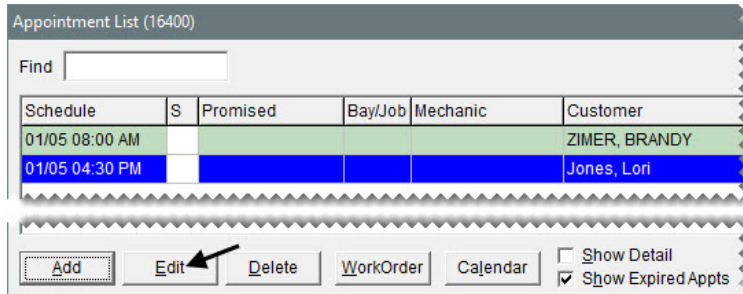 Appointment List (16400)
Find
Schedule S Promised Bay/Job Mechanic Customer
01/05 08:00 AM ZIMER, BRANDY
01/05 04:30 PM Jones, Lori
Add Edit Delete WorkOrder Calendar Show Detail
Show Expired Appts